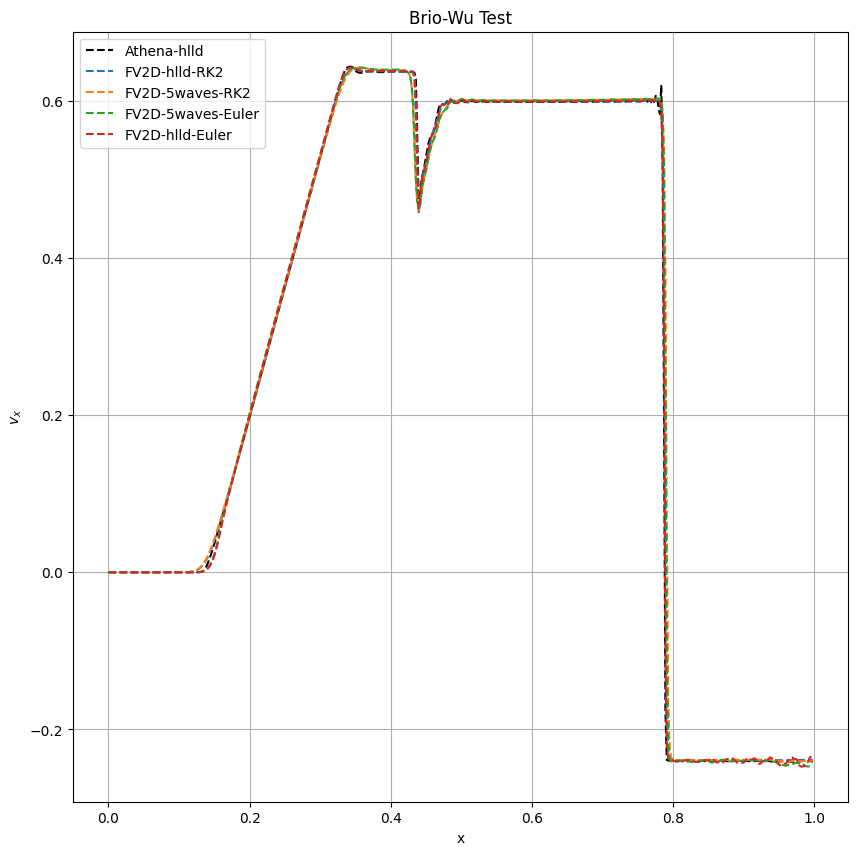 Brio-Wu Test
Athena-hlld
FV2D-hlld-RK2
FV2D-5waves-RK2
FV2D-5waves-Euler
FV2D-hlld-Euler
0.6
0.4
0.2
0.0
−0.2
v_x
0.0 0.2 0.4 0.6 0.8 1.0
x